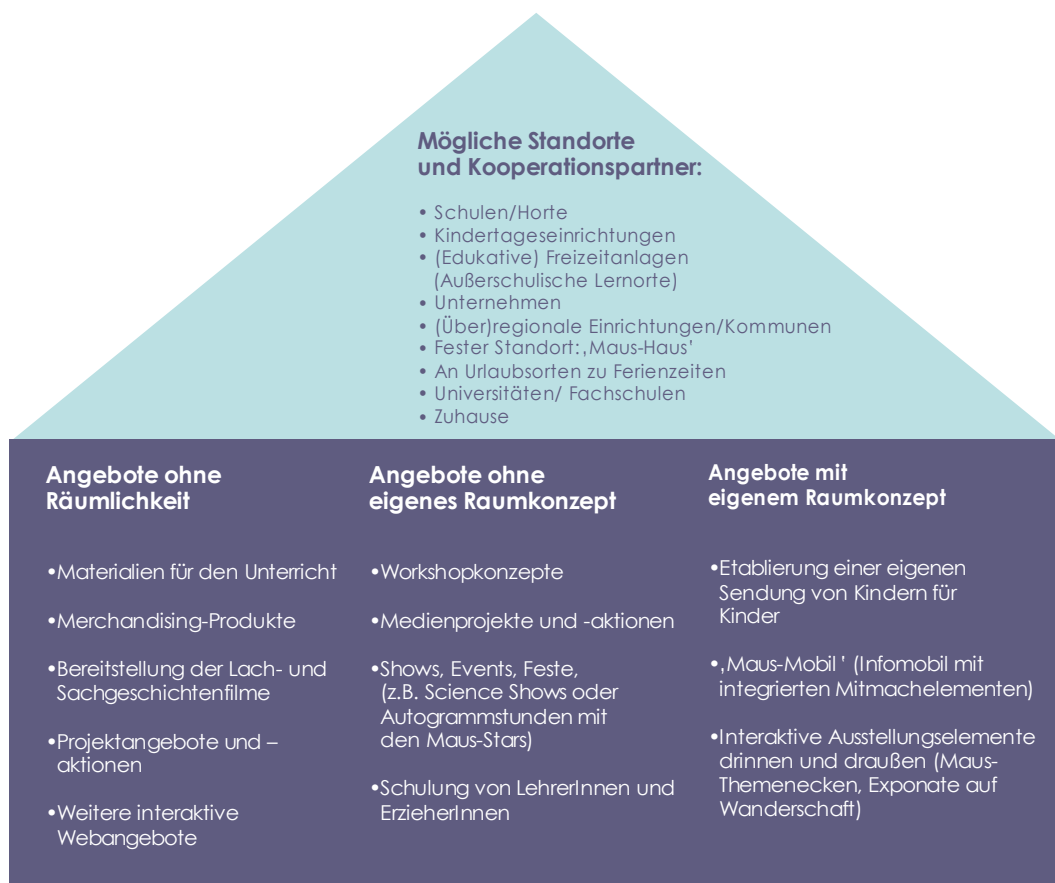 Mögliche Standorte
und Kooperationspartner:
• Schulen/Horte
• Kindertageseinrichtungen
• (Edukative) Freizeitanlagen
(Außerschulische Lernorte)
• Unternehmen
• (Über)regionale Einrichtungen/Kommunen
• Fester Standort: ‚Maus-Haus'
• An Urlaubsorten zu Ferienzeiten
• Universitäten/ Fachschulen
• Zuhause
Angebote ohne
Räumlichkeit
•Materialien für den Unterricht
•Merchandising-Produkte
•Bereitstellung der Lach- und
Sachgeschichtenfilme
•Projektangebote und –
aktionen
•Weitere interaktive
Webangebote
Angebote ohne
eigenes Raumkonzept
•Workshopkonzepte
•Medienprojekte und -aktionen
•Shows, Events, Feste,
(z.B. Science Shows oder
Autogrammstunden mit
den Maus-Stars)
•Schulung von LehrerInnen und
ErzieherInnen
Angebote mit
eigenem Raumkonzept
•Etablierung einer eigenen
Sendung von Kindern für
Kinder
•‚Maus-Mobil ' (Infomobil mit
integrierten Mitmachelementen)
•Interaktive Ausstellungselemente
drinnen und draußen (Maus-
Themenecken, Exponate auf
Wanderschaft)